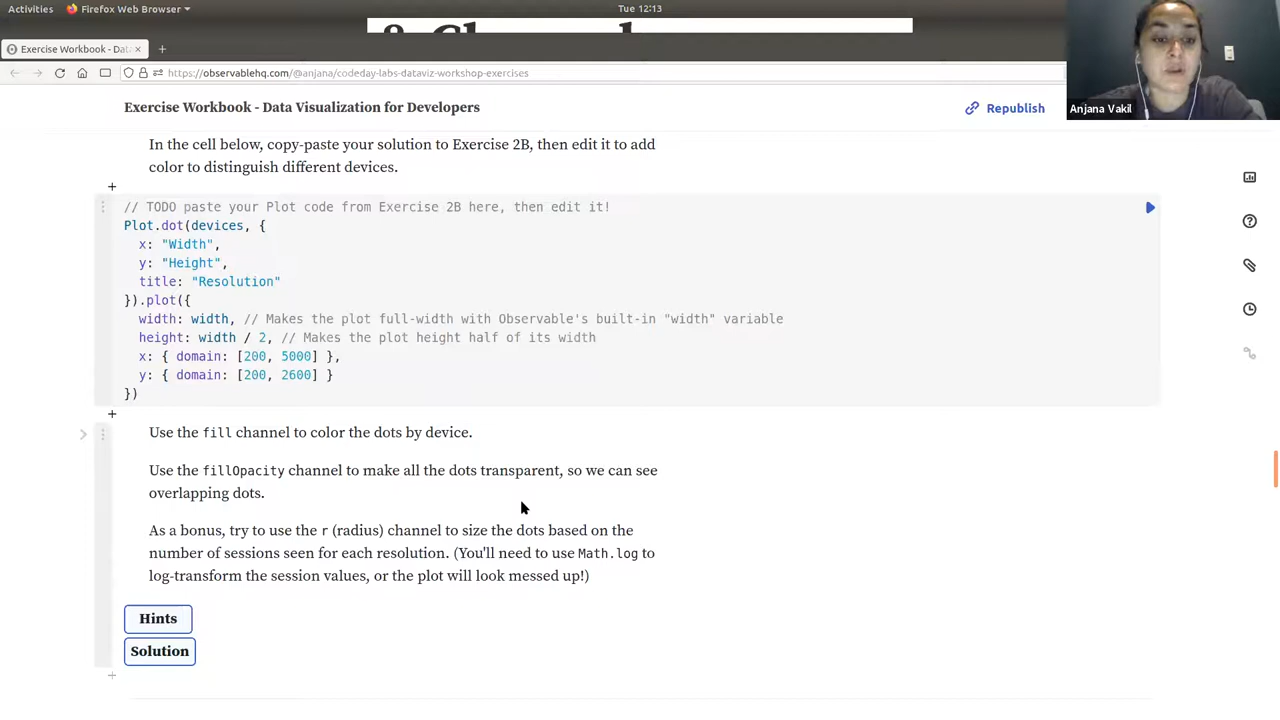 Activities
Firefox Web Browser
Tue 12:13
Exercise Workbook - Data
https://observablehq.com/@anjana/codeday-labs-dataviz-workshop-exercises
Anjana Vakil
Exercise Workbook - Data Visualization for Developers
Republish
In the cell below, copy-paste your solution to Exercise 2B, then edit it to add
color to distinguish different devices.
// TODO paste your Plot code from Exercise 2B here, then edit it!
Plot.dot(devices, {
x: "Width",
y: "Height",
title: "Resolution"
}).plot({
width: width, // Makes the plot full-width with Observable's built-in "width" variable
height: width / 2, // Makes the plot height half of its width
x: { domain: [200, 5000] },
y: { domain: [200, 2600] }
})
Use the fill channel to color the dots by device.
Use the fillOpacity channel to make all the dots transparent, so we can see
overlapping dots.
As a bonus, try to use the r (radius) channel to size the dots based on the
number of sessions seen for each resolution. (You'll need to use Math.log to
log-transform the session values, or the plot will look messed up!)
Hints
Solution